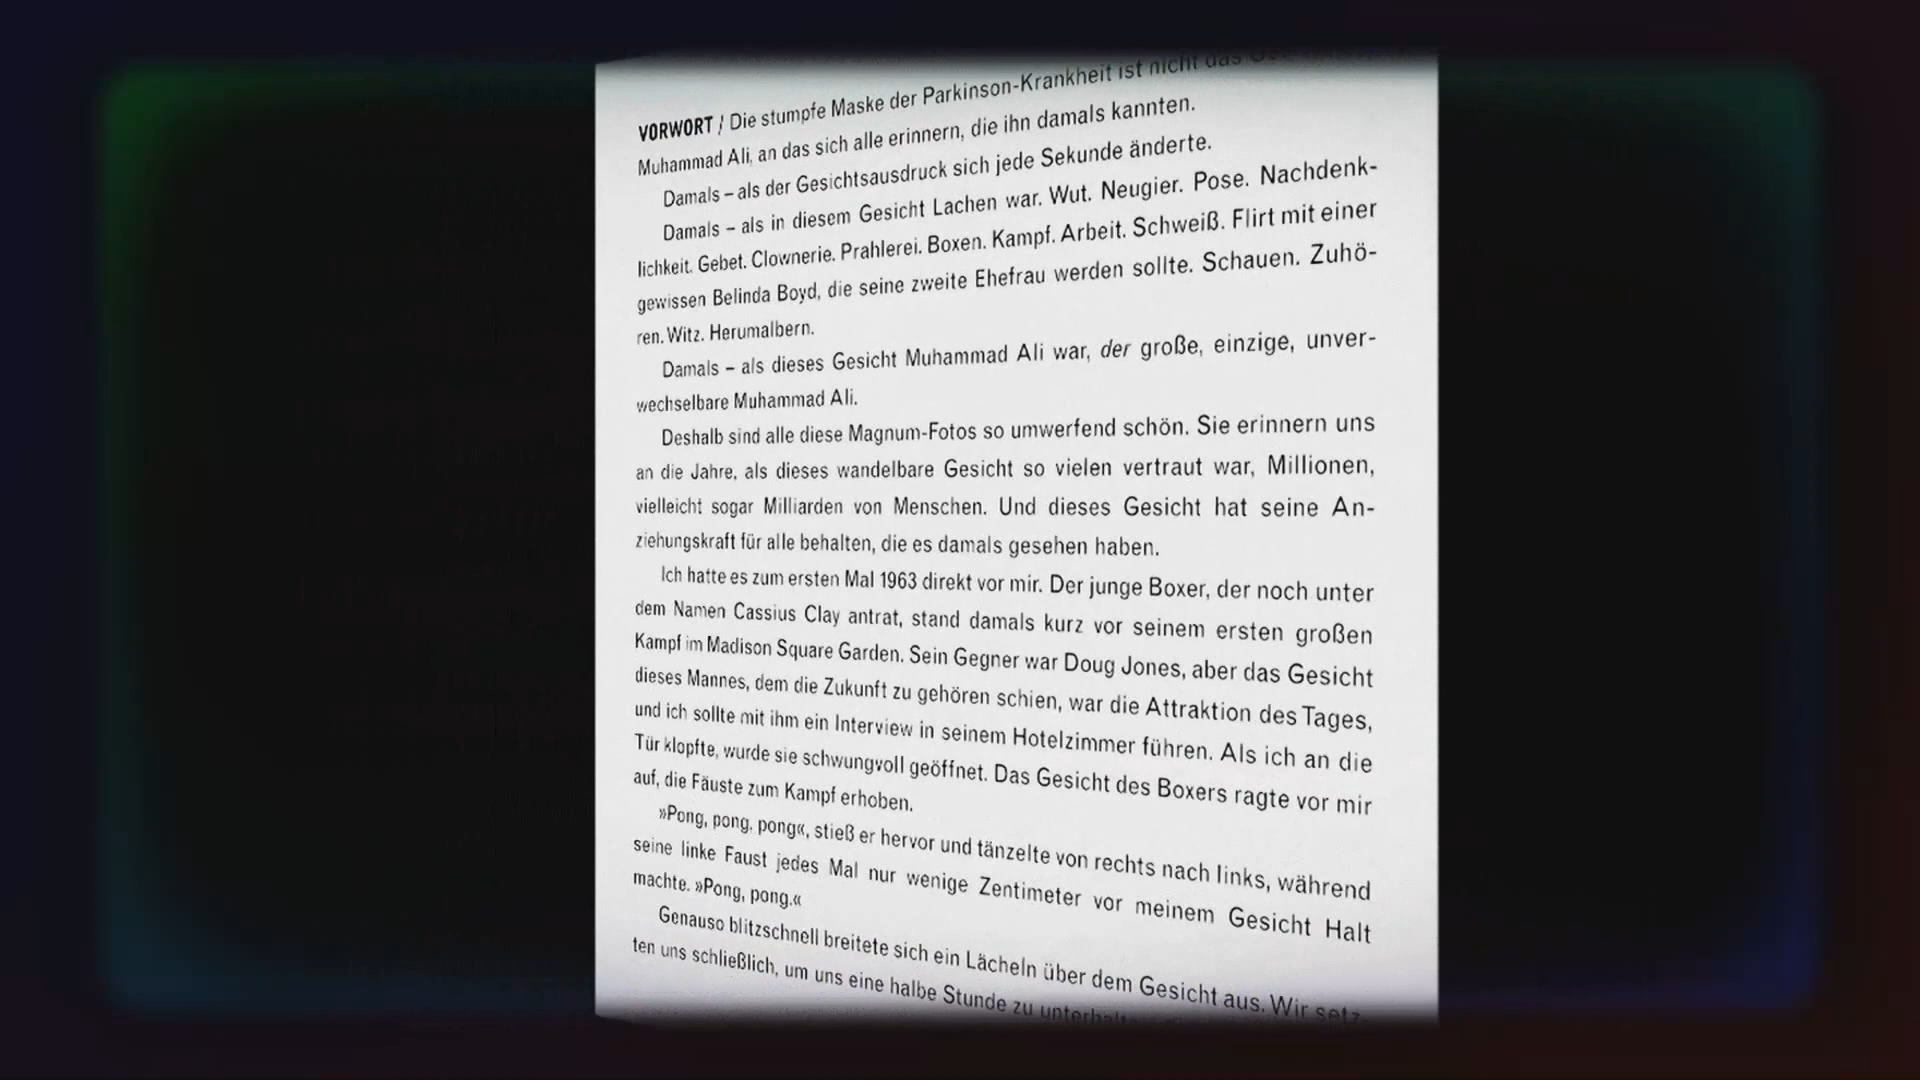 VORWORT / Die stumpfe Maske der Parkinson-Krankheit ist nicht das
Muhammad Ali, an das sich alle erinnern, die ihn damals kannten.
Damals – als der Gesichtsausdruck sich jede Sekunde änderte.
Damals – als in diesem Gesicht Lachen war. Wut. Neugier. Pose. Nachdenk-
lichkeit. Gebet. Clownerie. Prahlerei. Boxen. Kampf. Arbeit. Schweiß. Flirt mit einer
gewissen Belinda Boyd, die seine zweite Ehefrau werden sollte. Schauen. Zuhö-
ren. Witz. Herumalbern.
Damals – als dieses Gesicht Muhammad Ali war, der große, einzige, unver-
wechselbare Muhammad Ali.
Deshalb sind alle diese Magnum-Fotos so umwerfend schön. Sie erinnern uns
an die Jahre, als dieses wandelbare Gesicht so vielen vertraut war, Millionen,
vielleicht sogar Milliarden von Menschen. Und dieses Gesicht hat seine An-
ziehungskraft für alle behalten, die es damals gesehen haben.
Ich hatte es zum ersten Mal 1963 direkt vor mir. Der junge Boxer, der noch unter
dem Namen Cassius Clay antrat, stand damals kurz vor seinem ersten großen
Kampf im Madison Square Garden. Sein Gegner war Doug Jones, aber das Gesicht
dieses Mannes, dem die Zukunft zu gehören schien, war die Attraktion des Tages,
und ich sollte mit ihm ein Interview in seinem Hotelzimmer führen. Als ich an die
Tür klopfte, wurde sie schwungvoll geöffnet. Das Gesicht des Boxers ragte vor mir
auf, die Fäuste zum Kampf erhoben.
»Pong, pong, pong«, stieß er hervor und tänzelte von rechts nach links, während
seine linke Faust jedes Mal nur wenige Zentimeter vor meinem Gesicht Halt
machte. »Pong, pong.«
Genauso blitzschnell breitete sich ein Lächeln über dem Gesicht aus. Wir setz-
ten uns schließlich, um uns eine halbe Stunde zu